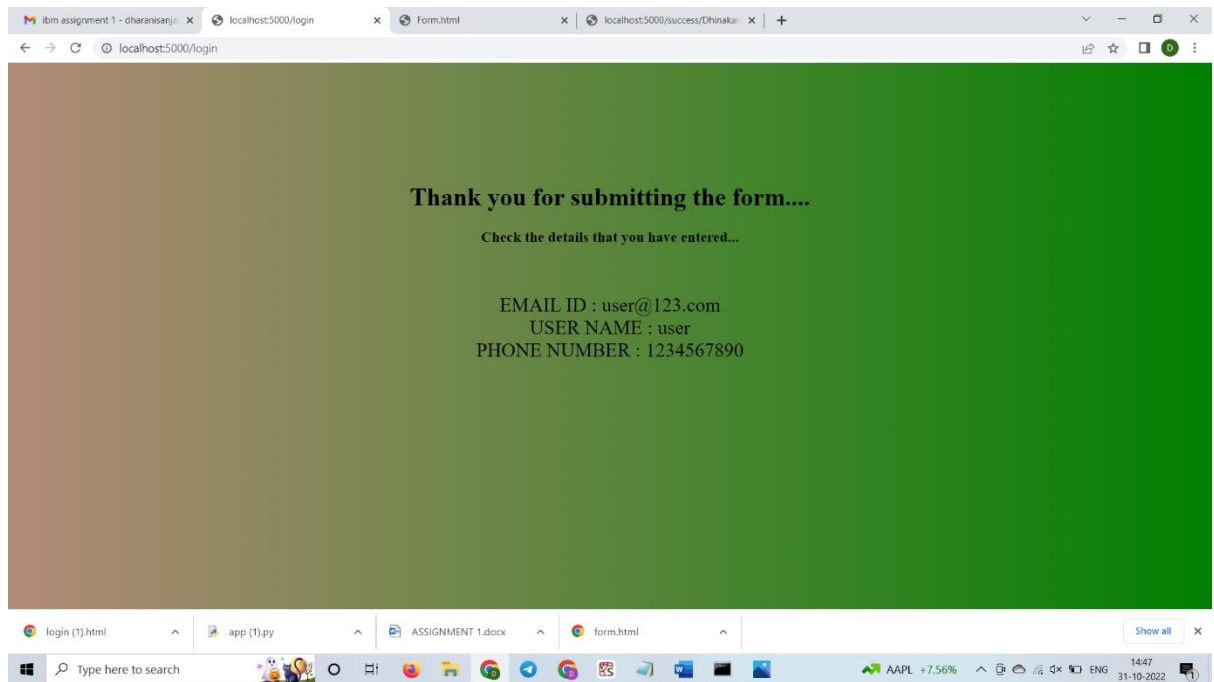 ibm assignment 1 - dharanisanja
localhost:5000/login
Form.html
localhost:5000/success/Dhinakar
localhost:5000/login
D
Thank you for submitting the form....
Check the details that you have entered...
EMAIL ID : user@123.com
USER NAME : user
PHONE NUMBER : 1234567890
login (1).html
app (1).py
ASSIGNMENT 1.docx
form.html
Show all
Type here to search
AAPL +7.56%
ENG
14:47
31-10-2022
1